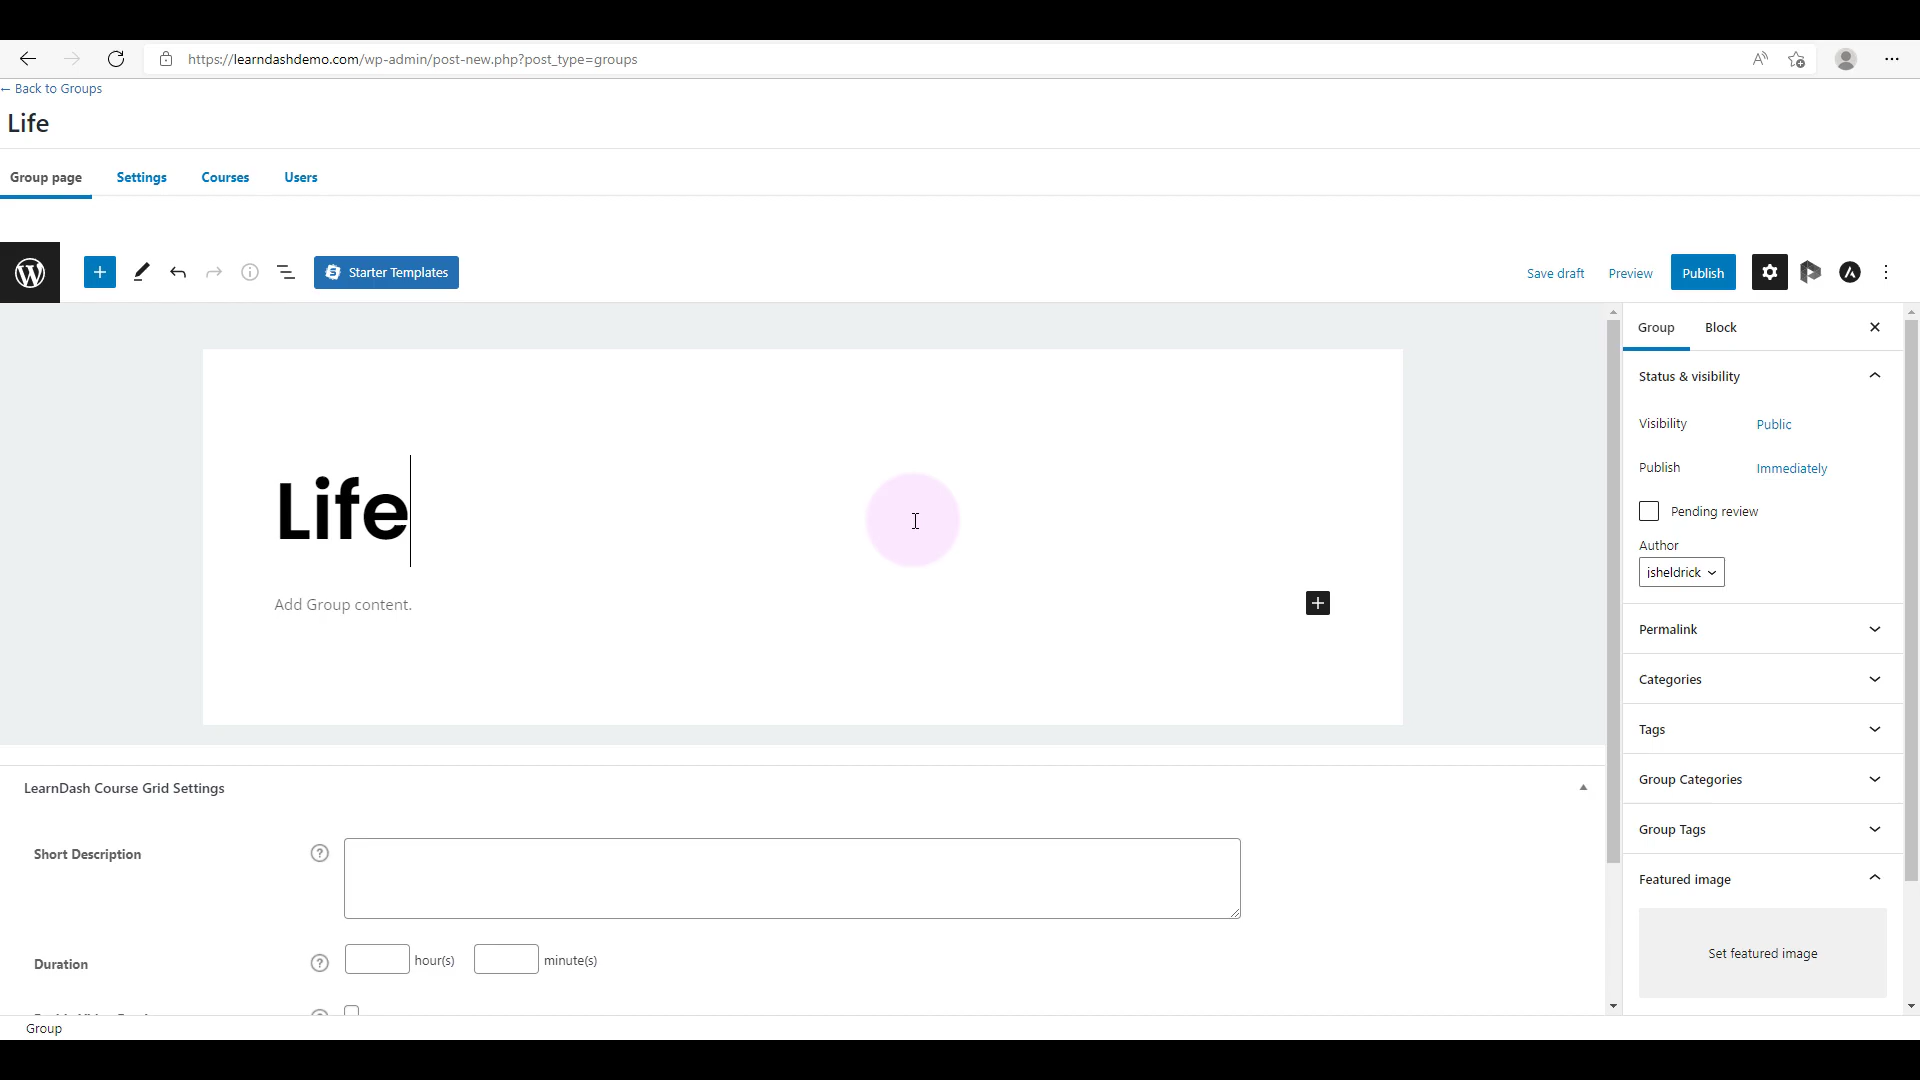 https://learndashdemo.com/wp-admin/post-new.php?post_type=groups
← Back to Groups
Life
Group page Settings Courses Users
Starter Templates Save draft Preview Publish
Group Block
Status & visibility
Visibility Public
Publish Immediately
Pending review
Author
jsheldrick
Life
Add Group content.
Permalink
Categories
Tags
Group Categories
Group Tags
Featured image
Set featured image
LearnDash Course Grid Settings
Short Description
Duration hour(s) minute(s)
Group